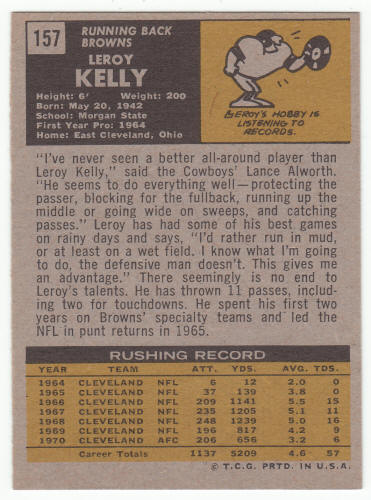 157
RUNNING BACK
BROWNS
LEROY
KELLY
Height: 6' Weight: 200
Born: May 20, 1942
School: Morgan State
First Year Pro: 1964
Home: East Cleveland, Ohio
LEROY'S HOBBY IS
LISTENING TO
RECORDS.
"I've never seen a better all-around player than
Leroy Kelly," said the Cowboys' Lance Alworth.
"He seems to do everything well—protecting the
passer, blocking for the fullback, running up the
middle or going wide on sweeps, and catching
passes." Leroy has had some of his best games
on rainy days and says, "I'd rather run in mud,
or at least on a wet field. I know what I'm
going to do, the defensive man doesn't. This gives me
an advantage." There seemingly is no end to
Leroy's talents. He has thrown 11 passes, includ-
ing two for touchdowns. He spent his first two
years on Browns' specialty teams and led the
NFL in punt returns in 1965.
RUSHING RECORD
YEAR TEAM ATT. YDS. AVG. TDS.
1964 CLEVELAND NFL 6 12 2.0 0
1965 CLEVELAND NFL 37 139 3.8 0
1966 CLEVELAND NFL 209 1141 5.5 15
1967 CLEVELAND NFL 235 1205 5.1 11
1968 CLEVELAND NFL 248 1239 5.0 16
1969 CLEVELAND NFL 196 817 4.2 9
1970 CLEVELAND AFC 206 656 3.2 6
Career Totals 1137 5209 4.6 57
© T.C.G. PRTD. IN U.S.A.